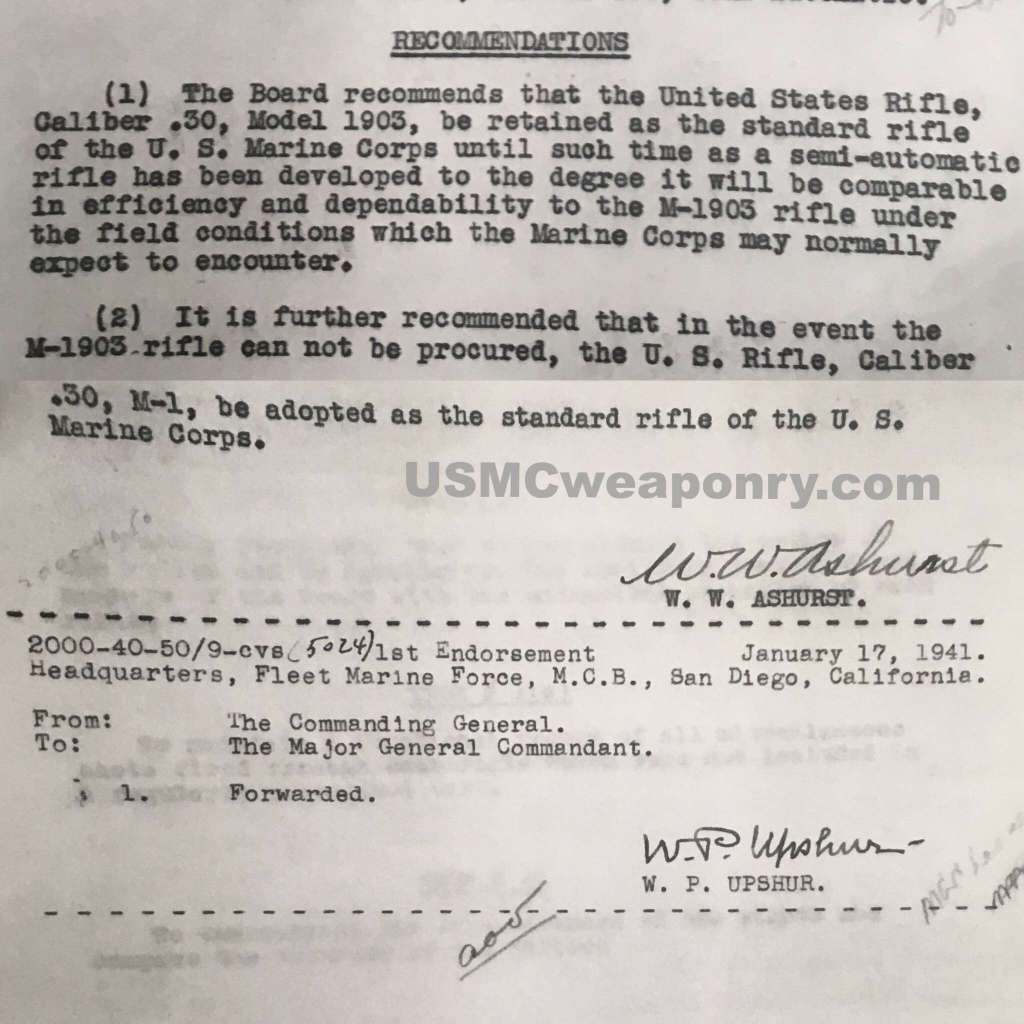 RECOMMENDATIONS
(1) The Board recommends that the United States Rifle,
Caliber .30, Model 1903, be retained as the standard rifle
of the U. S. Marine Corps until such time as a semi-automatic
rifle has been developed to the degree it will be comparable
in efficiency and dependability to the M-1903 rifle under
the field conditions which the Marine Corps may normally
expect to encounter.
(2) It is further recommended that in the event the
M-1903 rifle can not be procured, the U. S. Rifle, Caliber
.30, M-1, be adopted as the standard rifle of the U. S.
Marine Corps.
USMCweaponry.com
W.W. Ashurst
W. W. ASHURST.
2000-40-50/9-cvs(5024)1st Endorsement January 17, 1941.
Headquarters, Fleet Marine Force, M.C.B., San Diego, California.
From: The Commanding General.
To: The Major General Commandant.
1. Forwarded.
W.P. Upshur
W. P. UPSHUR.